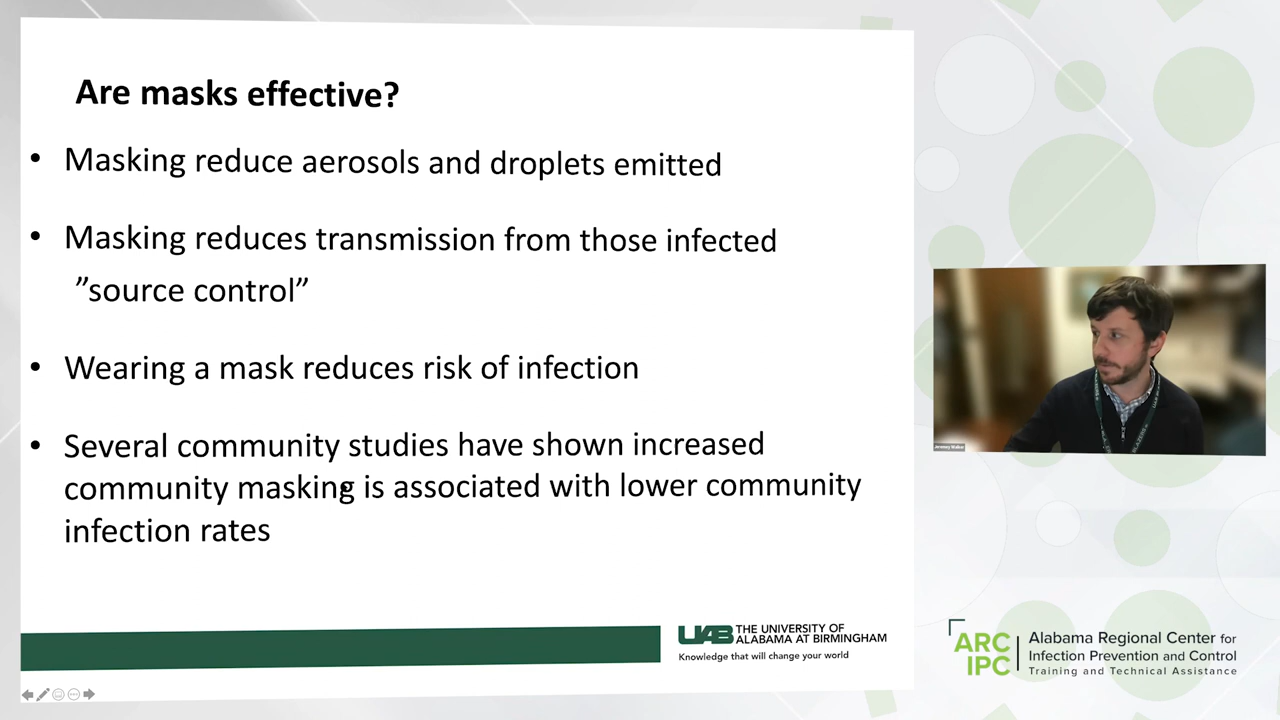 Are masks effective?
• Masking reduce aerosols and droplets emitted
• Masking reduces transmission from those infected
”source control”
• Wearing a mask reduces risk of infection
• Several community studies have shown increased
community masking is associated with lower community
infection rates
UAB THE UNIVERSITY OF
ALABAMA AT BIRMINGHAM
Knowledge that will change your world
Jeremey Walker
ARC
IPC
Alabama Regional Center for
Infection Prevention and Control
Training and Technical Assistance